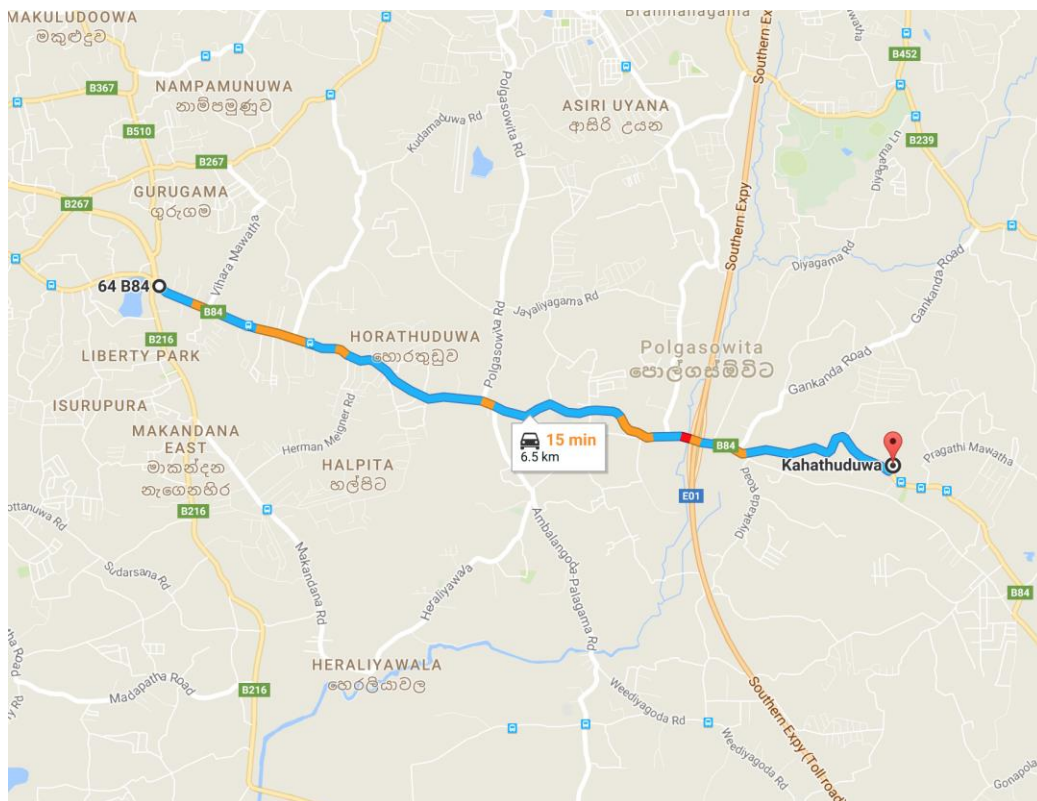 MAKULUDOOWA
මකුළුදූව
B367
NAMPAMUNUWA
නාම්පමුණුව
B510
B267
GURUGAMA
ගුරුගම
B267
Kudamaduwa Rd
Polgasowita Rd
ASIRI UYANA
ආසිරි උයන
Southern Expy
B452
B239
Diyagama Ln
Vihara Mawatha
64 B84
B84
B216
LIBERTY PARK
HORATHUDUWA
හොරතුඩුව
Polgasowita Rd
Jayaliyagama Rd
Southern Expy
Diyagama Rd
Gankanda Road
Polgasowita
පොල්ගස්ඕවිට
Gankanda Road
ISURUPURA
MAKANDANA
EAST
මාකන්දන
නැගෙනහිර
Herman Meigner Rd
HALPITA
හල්පිට
15 min
6.5 km
B84
Kahathuduwa
Pragathi Mawatha
E01
Diyakada Road
B216
Sudarsana Rd
Makandana Rd
Heraliyawala
Ambalangoda-Palagama Rd
B84
HERALIYAWALA
හෙරලියාවල
B216
Madapatha Road
Weediyagoda Rd
Weediyagoda Rd
Southern Expy (Toll road)
Gonapola